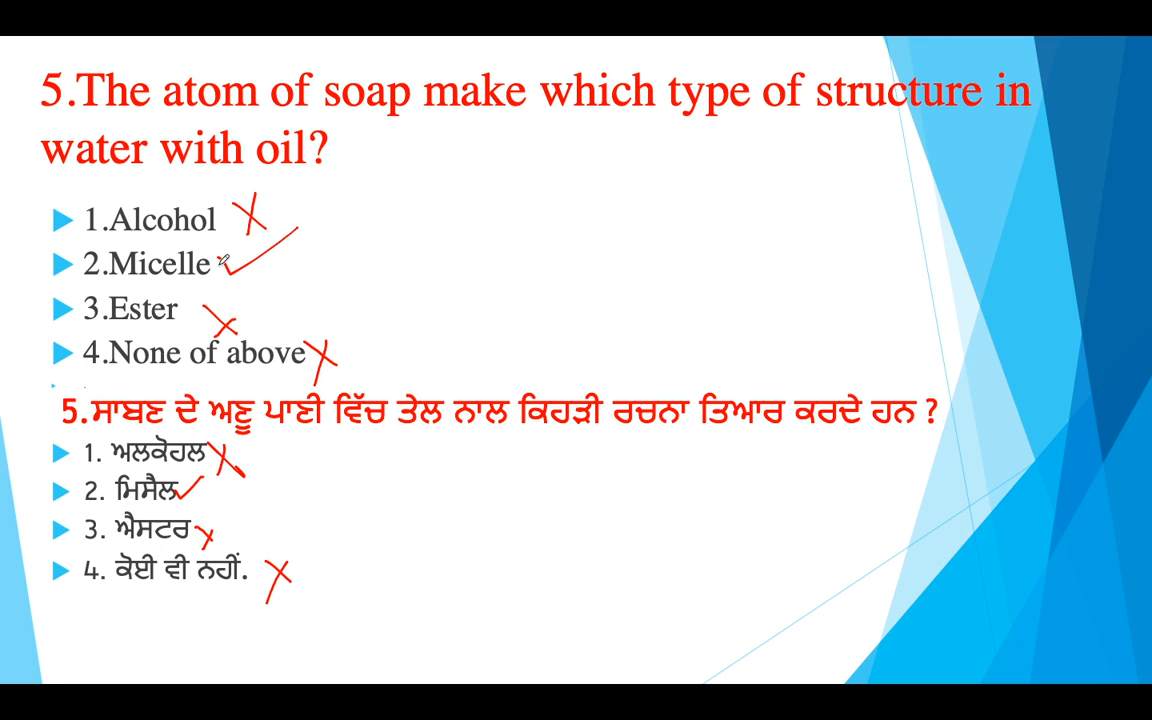 5.The atom of soap make which type of structure in
water with oil?
1.Alcohol
2.Micelle
3.Ester
4.None of above
5.ਸਾਬਣ ਦੇ ਅਣੂ ਪਾਣੀ ਵਿੱਚ ਤੇਲ ਨਾਲ ਕਿਹੜੀ ਰਚਨਾ ਤਿਆਰ ਕਰਦੇ ਹਨ ?
1. ਅਲਕੋਹਲ
2. ਮਿਸੈਲ
3. ਐਸਟਰ
4. ਕੋਈ ਵੀ ਨਹੀਂ.